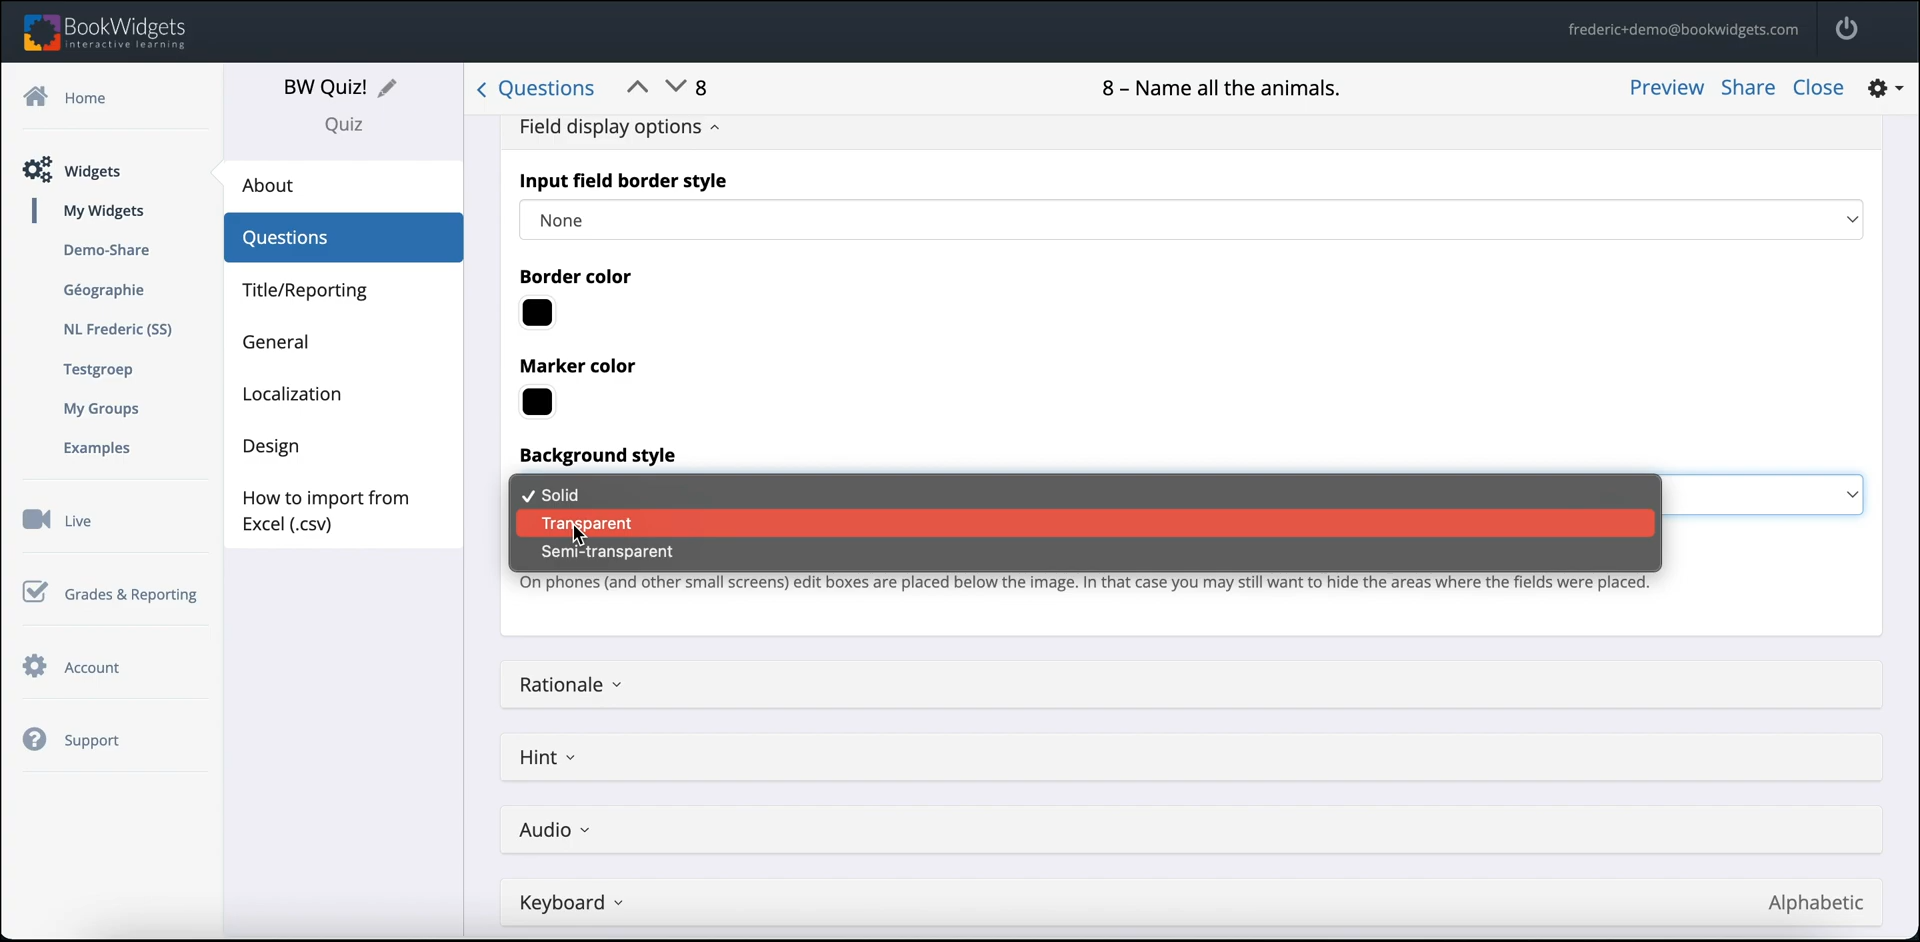 BookWidgets
interactive learning
frederic+demo@bookwidgets.com
Home
Widgets
My Widgets
Demo-Share
Géographie
NL Frederic (SS)
Testgroep
My Groups
Examples
Live
Grades & Reporting
Account
Support
BW Quiz!
Quiz
About
Questions
Title/Reporting
General
Localization
Design
How to import from
Excel (.csv)
Questions 8
8 – Name all the animals.
Preview Share Close
Field display options
Input field border style
None
Border color
Marker color
Background style
✓ Solid
Transparent
Semi-transparent
On phones (and other small screens) edit boxes are placed below the image. In that case you may still want to hide the areas where the fields were placed.
Rationale
Hint
Audio
Keyboard Alphabetic